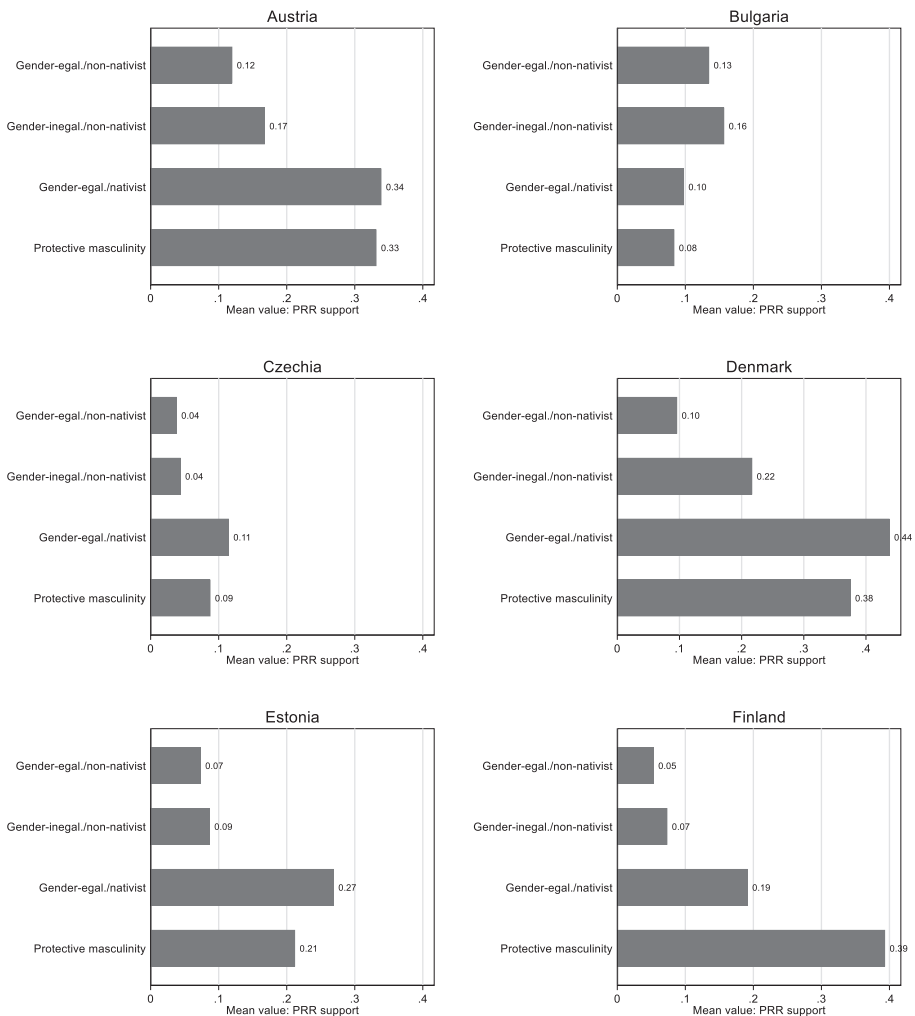 Austria
Gender-egal./non-nativist 0.12
Gender-inegal./non-nativist 0.17
Gender-egal./nativist 0.34
Protective masculinity 0.33
0 .1 .2 .3 .4
Mean value: PRR support
Bulgaria
Gender-egal./non-nativist 0.13
Gender-inegal./non-nativist 0.16
Gender-egal./nativist 0.10
Protective masculinity 0.08
0 .1 .2 .3 .4
Mean value: PRR support
Czechia
Gender-egal./non-nativist 0.04
Gender-inegal./non-nativist 0.04
Gender-egal./nativist 0.11
Protective masculinity 0.09
0 .1 .2 .3 .4
Mean value: PRR support
Denmark
Gender-egal./non-nativist 0.10
Gender-inegal./non-nativist 0.22
Gender-egal./nativist 0.44
Protective masculinity 0.38
0 .1 .2 .3 .4
Mean value: PRR support
Estonia
Gender-egal./non-nativist 0.07
Gender-inegal./non-nativist 0.09
Gender-egal./nativist 0.27
Protective masculinity 0.21
0 .1 .2 .3 .4
Mean value: PRR support
Finland
Gender-egal./non-nativist 0.05
Gender-inegal./non-nativist 0.07
Gender-egal./nativist 0.19
Protective masculinity 0.39
0 .1 .2 .3 .4
Mean value: PRR support